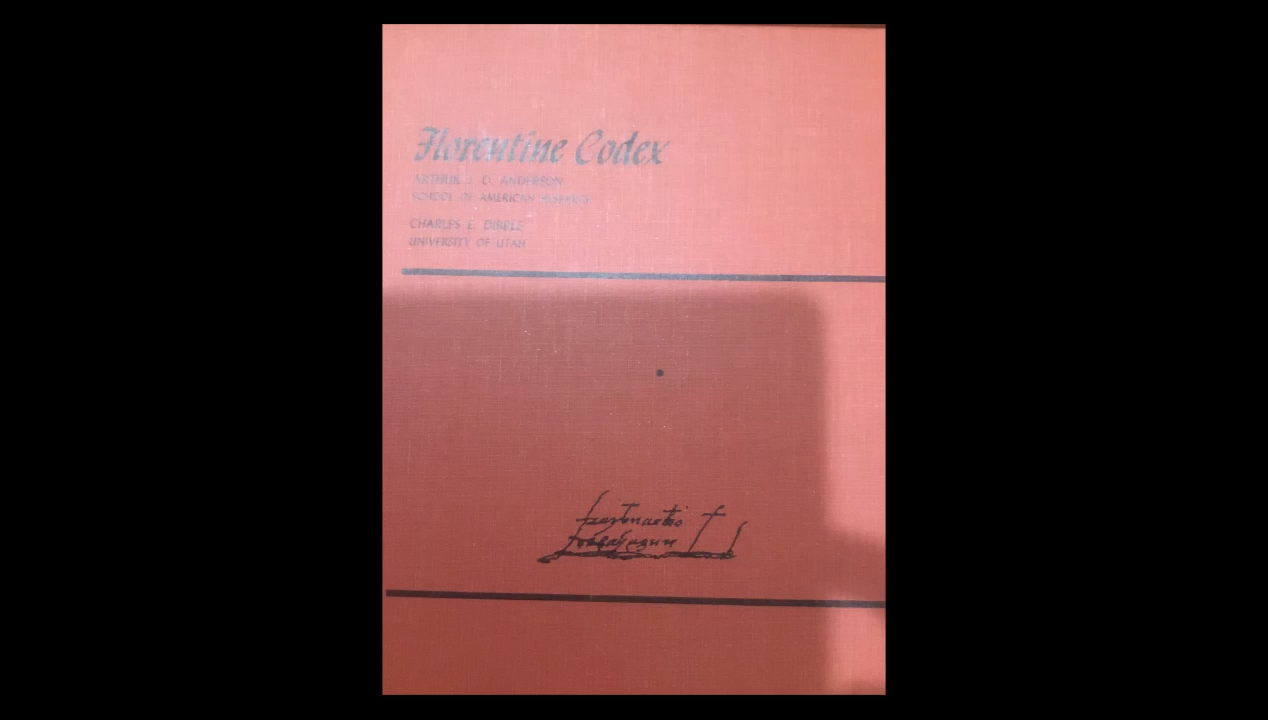 Florentine Codex
ARTHUR J. O. ANDERSON
SCHOOL OF AMERICAN RESEARCH
CHARLES E. DIBBLE
UNIVERSITY OF UTAH